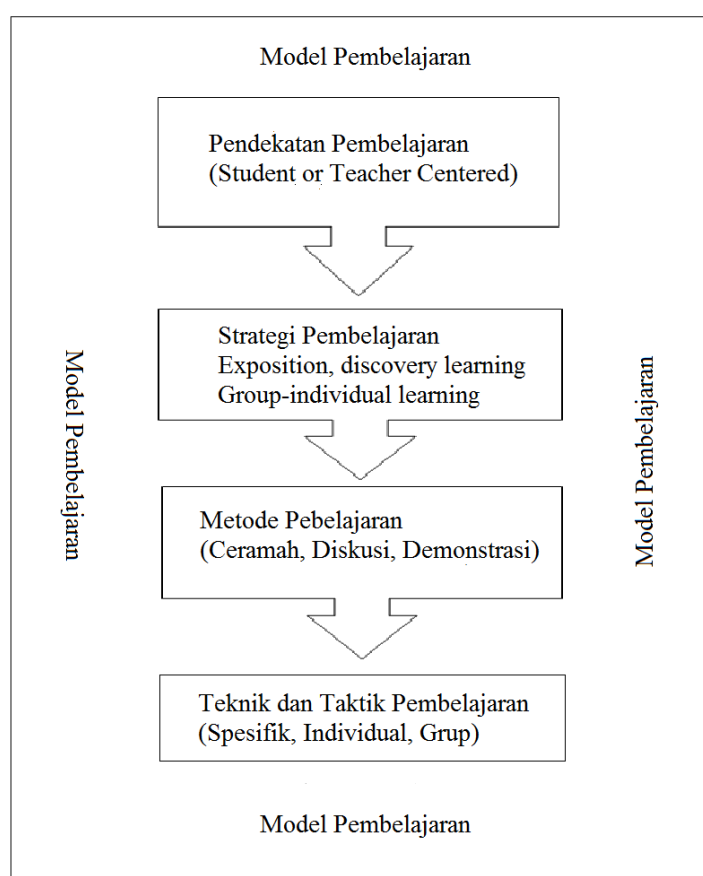 Model Pembelajaran
Pendekatan Pembelajaran
(Student or Teacher Centered)
Strategi Pembelajaran
Exposition, discovery learning
Group-individual learning
Model Pembelajaran
Model Pembelajaran
Metode Pebelajaran
(Ceramah, Diskusi, Demonstrasi)
Teknik dan Taktik Pembelajaran
(Spesifik, Individual, Grup)
Model Pembelajaran